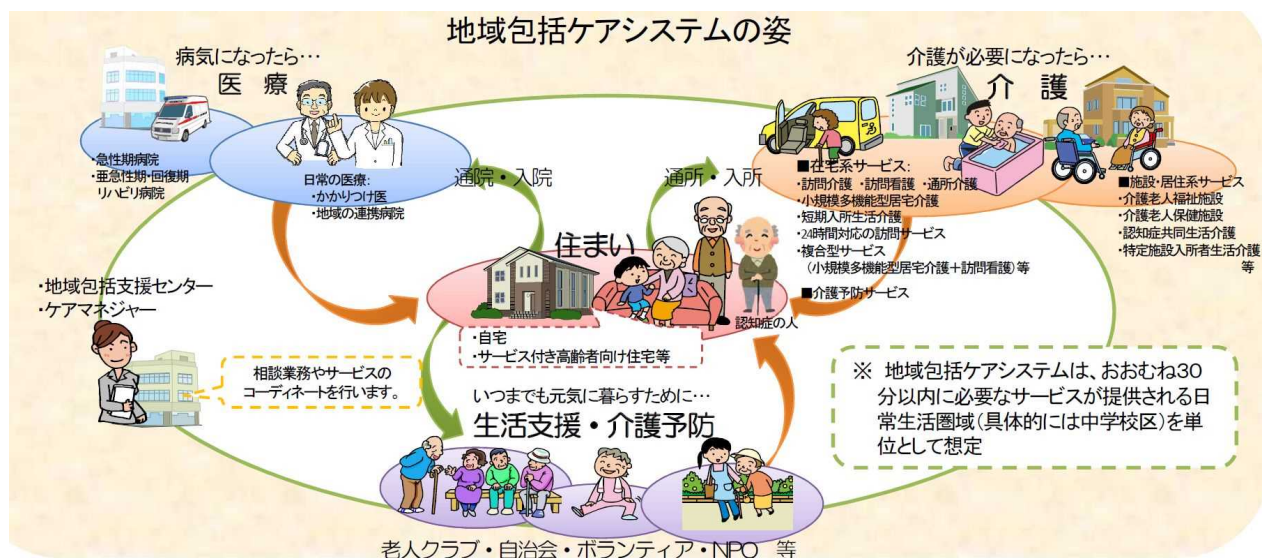 地域包括ケアシステムの姿
病気になったら…
医 療
・急性期病院
・亜急性期・回復期
リハビリ病院
日常の医療:
・かかりつけ医
・地域の連携病院
通院・入院
通所・入所
介護が必要になったら…
介 護
■在宅系サービス:
・訪問介護 ・訪問看護 ・通所介護
・小規模多機能型居宅介護
・短期入所生活介護
・24時間対応の訪問サービス
・複合型サービス
(小規模多機能型居宅介護+訪問看護)等
■介護予防サービス
■施設・居住系サービス
・介護老人福祉施設
・介護老人保健施設
・認知症共同生活介護
・特定施設入所者生活介護
等
住まい
認知症の人
・自宅
・サービス付き高齢者向け住宅等
・地域包括支援センター
・ケアマネジャー
相談業務やサービスの
コーディネートを行います。
いつまでも元気に暮らすために…
生活支援・介護予防
老人クラブ・自治会・ボランティア・NPO 等
※ 地域包括ケアシステムは、おおむね30
分以内に必要なサービスが提供される日
常生活圏域(具体的には中学校区)を単
位として想定